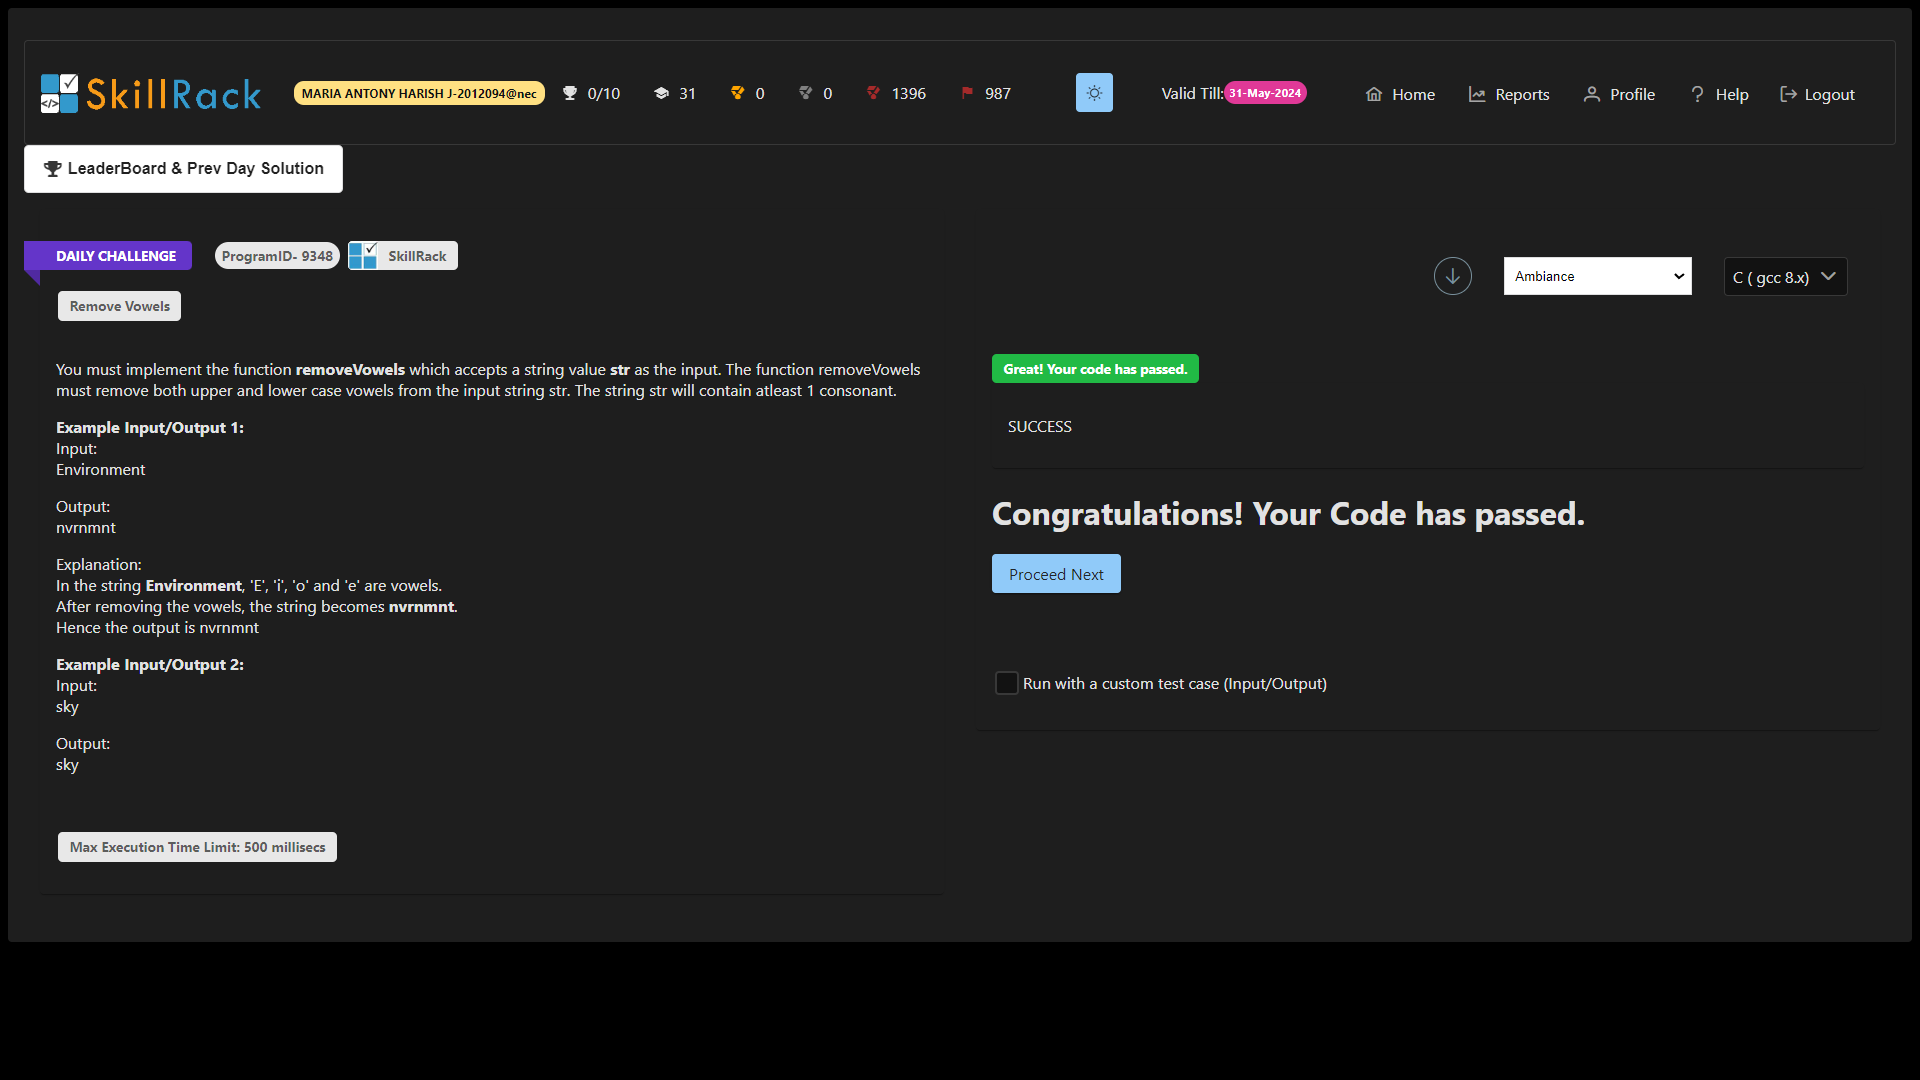 SkillRack
MARIA ANTONY HARISH J-2012094@nec
0/10
31
0
0
1396
987
Valid Till:31-May-2024
Home
Reports
Profile
? Help
Logout
LeaderBoard & Prev Day Solution
DAILY CHALLENGE
ProgramID- 9348
SkillRack
Ambiance
C ( gcc 8.x)
Remove Vowels
You must implement the function removeVowels which accepts a string value str as the input. The function removeVowels
must remove both upper and lower case vowels from the input string str. The string str will contain atleast 1 consonant.
Example Input/Output 1:
Input:
Environment
Output:
nvrnmnt
Explanation:
In the string Environment, 'E', 'i', 'o' and 'e' are vowels.
After removing the vowels, the string becomes nvrnmnt.
Hence the output is nvrnmnt
Example Input/Output 2:
Input:
sky
Output:
sky
Max Execution Time Limit: 500 millisecs
Great! Your code has passed.
SUCCESS
Congratulations! Your Code has passed.
Proceed Next
Run with a custom test case (Input/Output)